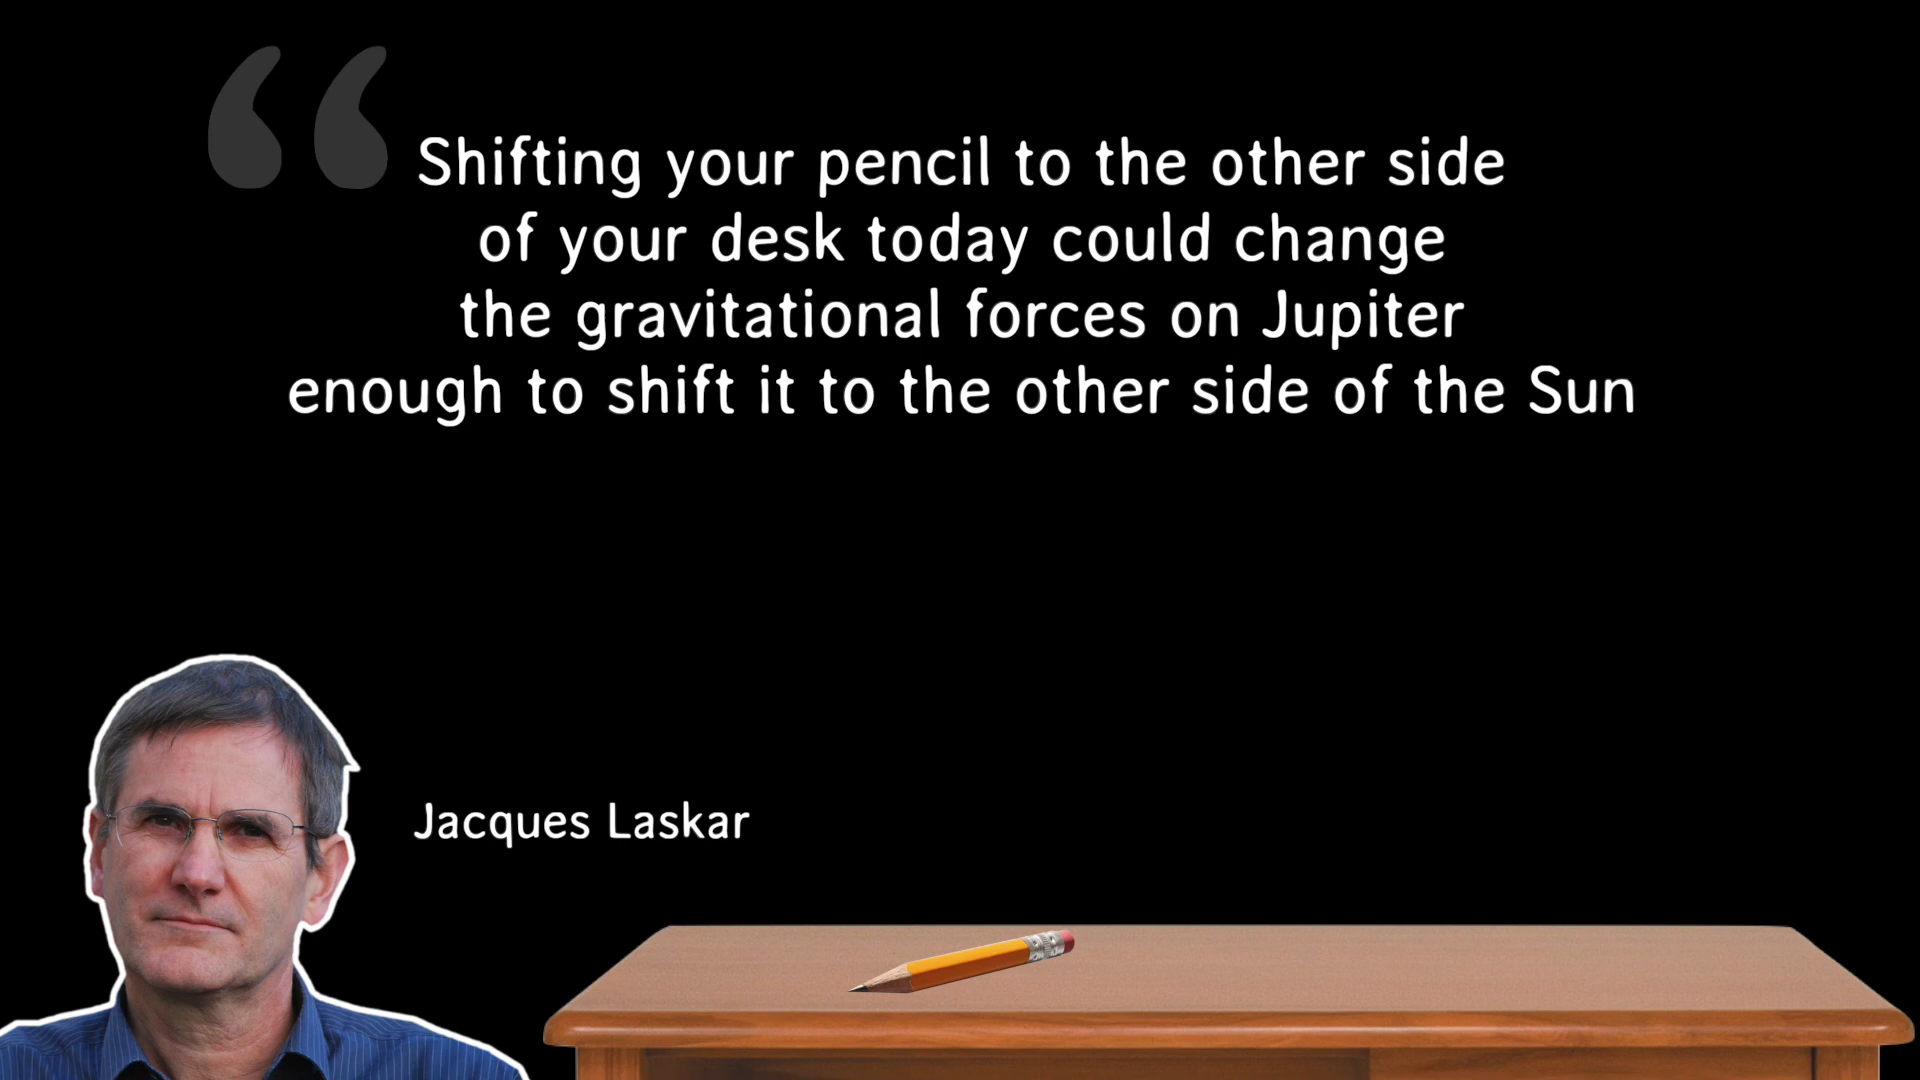 “
Shifting your pencil to the other side
of your desk today could change
the gravitational forces on Jupiter
enough to shift it to the other side of the Sun
Jacques Laskar